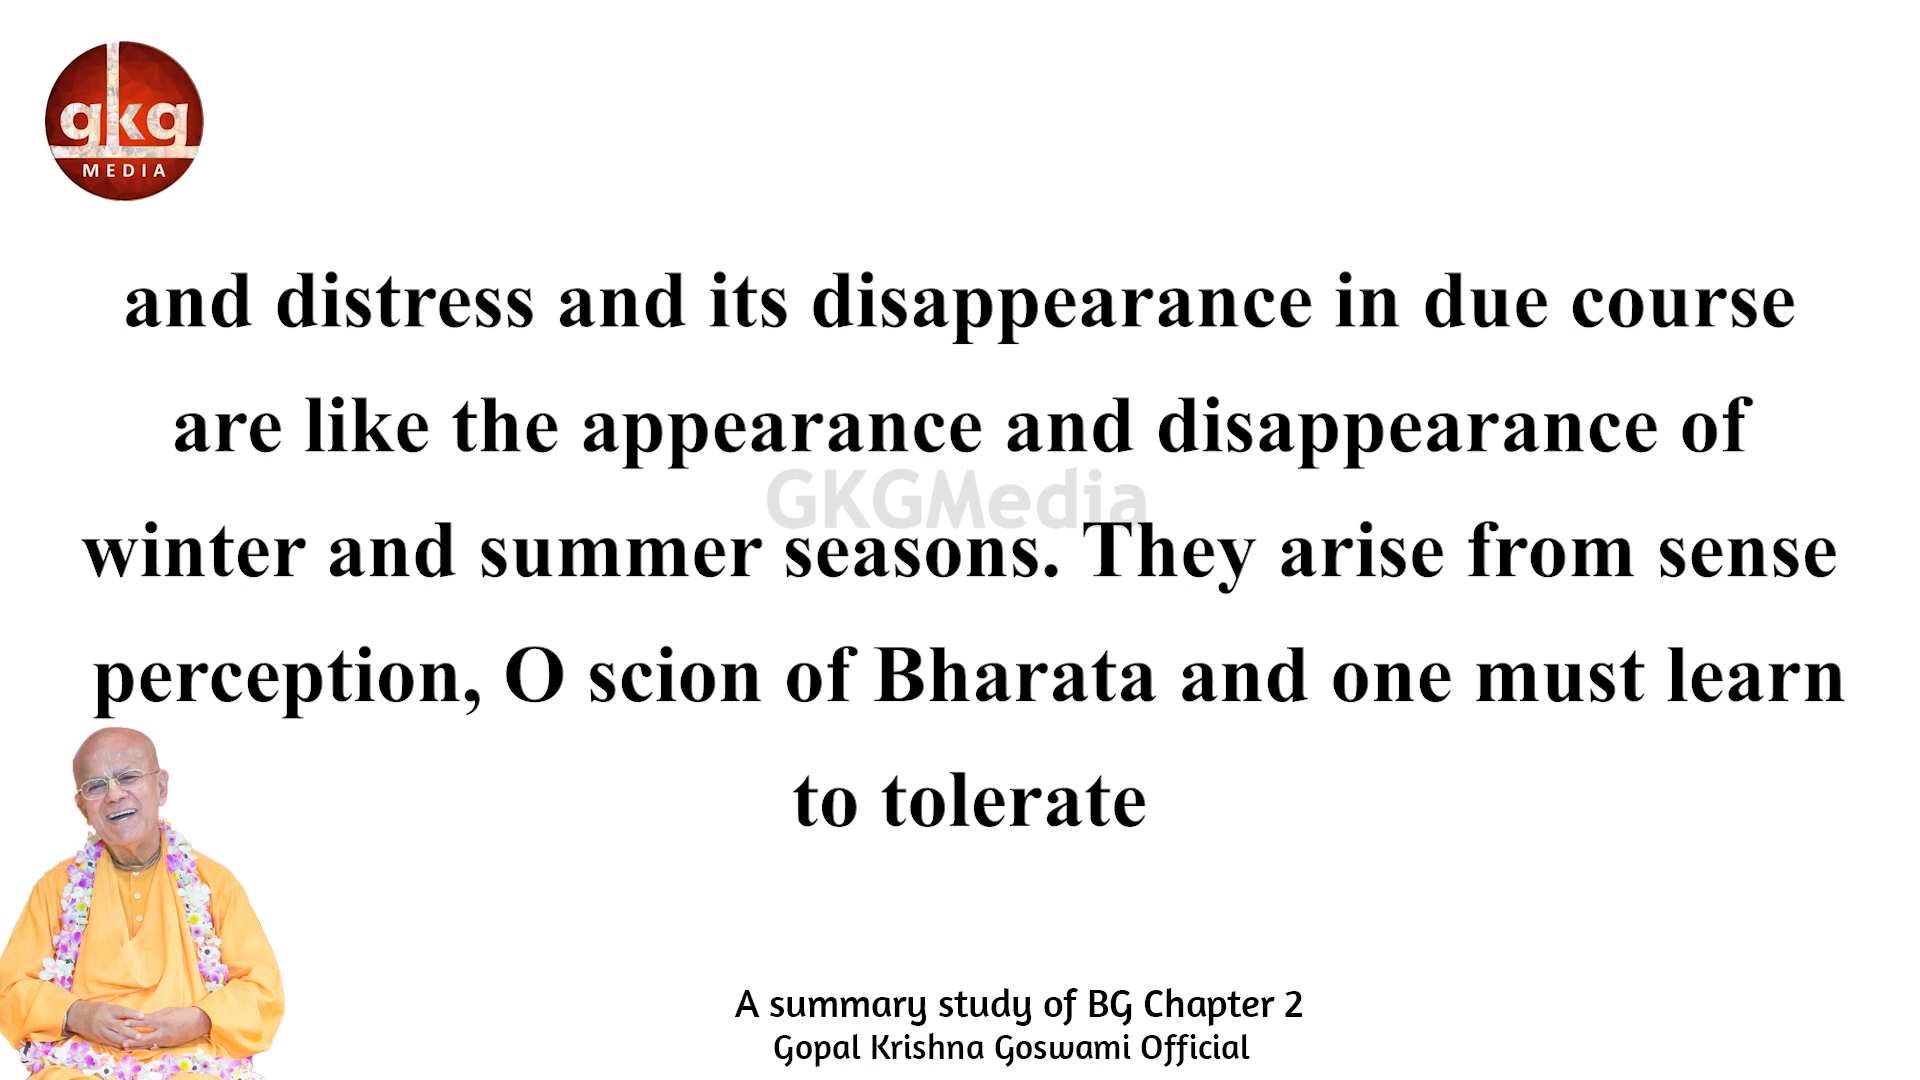 gkg
MEDIA
and distress and its disappearance in due course
are like the appearance and disappearance of
GKGMedia
winter and summer seasons. They arise from sense
perception, O scion of Bharata and one must learn
to tolerate
A summary study of BG Chapter 2
Gopal Krishna Goswami Official